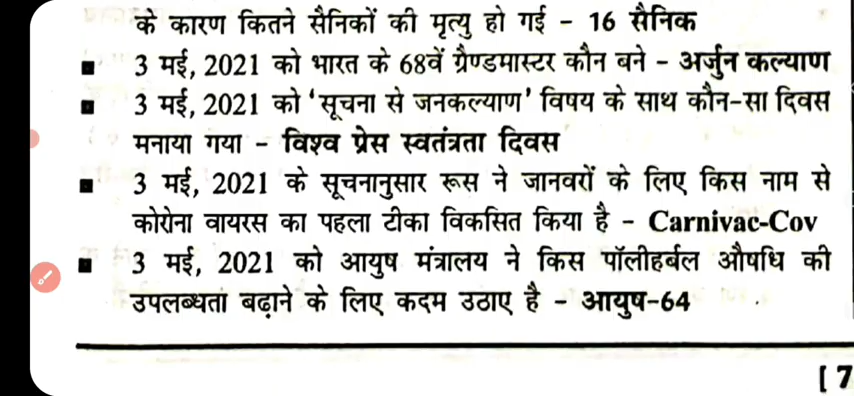 के कारण कितने सैनिकों की मृत्यु हो गई - 16 सैनिक
■ 3 मई, 2021 को भारत के 68वें ग्रैण्डमास्टर कौन बने - अर्जुन कल्याण
■ 3 मई, 2021 को 'सूचना से जनकल्याण' विषय के साथ कौन-सा दिवस
मनाया गया - विश्व प्रेस स्वतंत्रता दिवस
■ 3 मई, 2021 के सूचनानुसार रूस ने जानवरों के लिए किस नाम से
कोरोना वायरस का पहला टीका विकसित किया है - Carnivac-Cov
■ 3 मई, 2021 को आयुष मंत्रालय ने किस पॉलीहर्बल औषधि की
उपलब्धता बढ़ाने के लिए कदम उठाए है - आयुष-64
[ 7